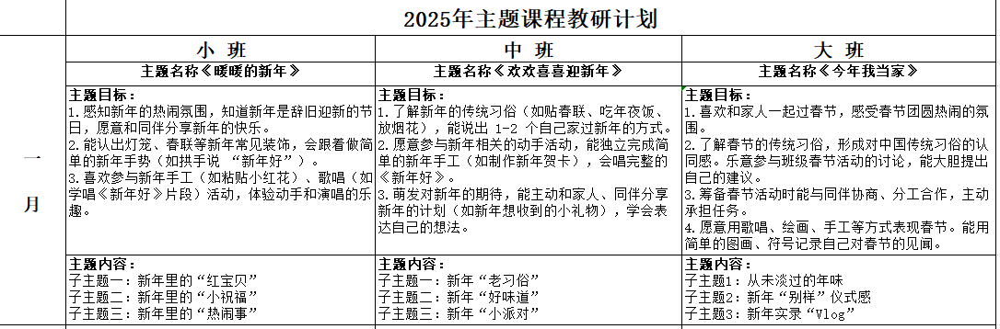 2025年主题课程教研计划
一
月
小 班
主题名称《暖暖的新年》
主题目标：
1.感知新年的热闹氛围，知道新年是辞旧迎新的节
日，愿意和同伴分享新年的快乐。
2.能认出灯笼、春联等新年常见装饰，会跟着做简
单的新年手势（如拱手说 “新年好”）。
3.喜欢参与新年手工（如粘贴小红花）、歌唱（如
学唱《新年好》片段）活动，体验动手和演唱的乐
趣。
主题内容：
子主题一：新年里的“红宝贝”
子主题二：新年里的“小祝福”
子主题三：新年里的“热闹事”
中 班
主题名称《欢欢喜喜迎新年》
主题目标：
1.了解新年的传统习俗（如贴春联、吃年夜饭、
放烟花），能说出 1-2 个自己家过新年的方式。
2.愿意参与新年相关的动手活动，能独立完成简
单的新年手工（如制作新年贺卡），会唱完整的
《新年好》。
3.萌发对新年的期待，能主动和家人、同伴分享
新年的计划（如新年想收到的小礼物），学会表
达自己的想法。
主题内容：
子主题一：新年“老习俗”
子主题二：新年“好味道”
子主题三：新年“小派对”
大 班
主题名称《今年我当家》
主题目标：
1.喜欢和家人一起过春节，感受春节团圆热闹的氛
围。
2.了解春节的传统习俗，形成对中国传统习俗的认
同感。乐意参与班级春节活动的讨论，能大胆提出
自己的建议。
3.筹备春节活动时能与同伴协商、分工合作，主动
承担任务。
4.愿意用歌唱、绘画、手工等方式表现春节。能用
简单的图画、符号记录自己对春节的见闻。
主题内容：
子主题1：从未淡过的年味
子主题2：新年“别样”仪式感
子主题3：新年实录“Vlog”